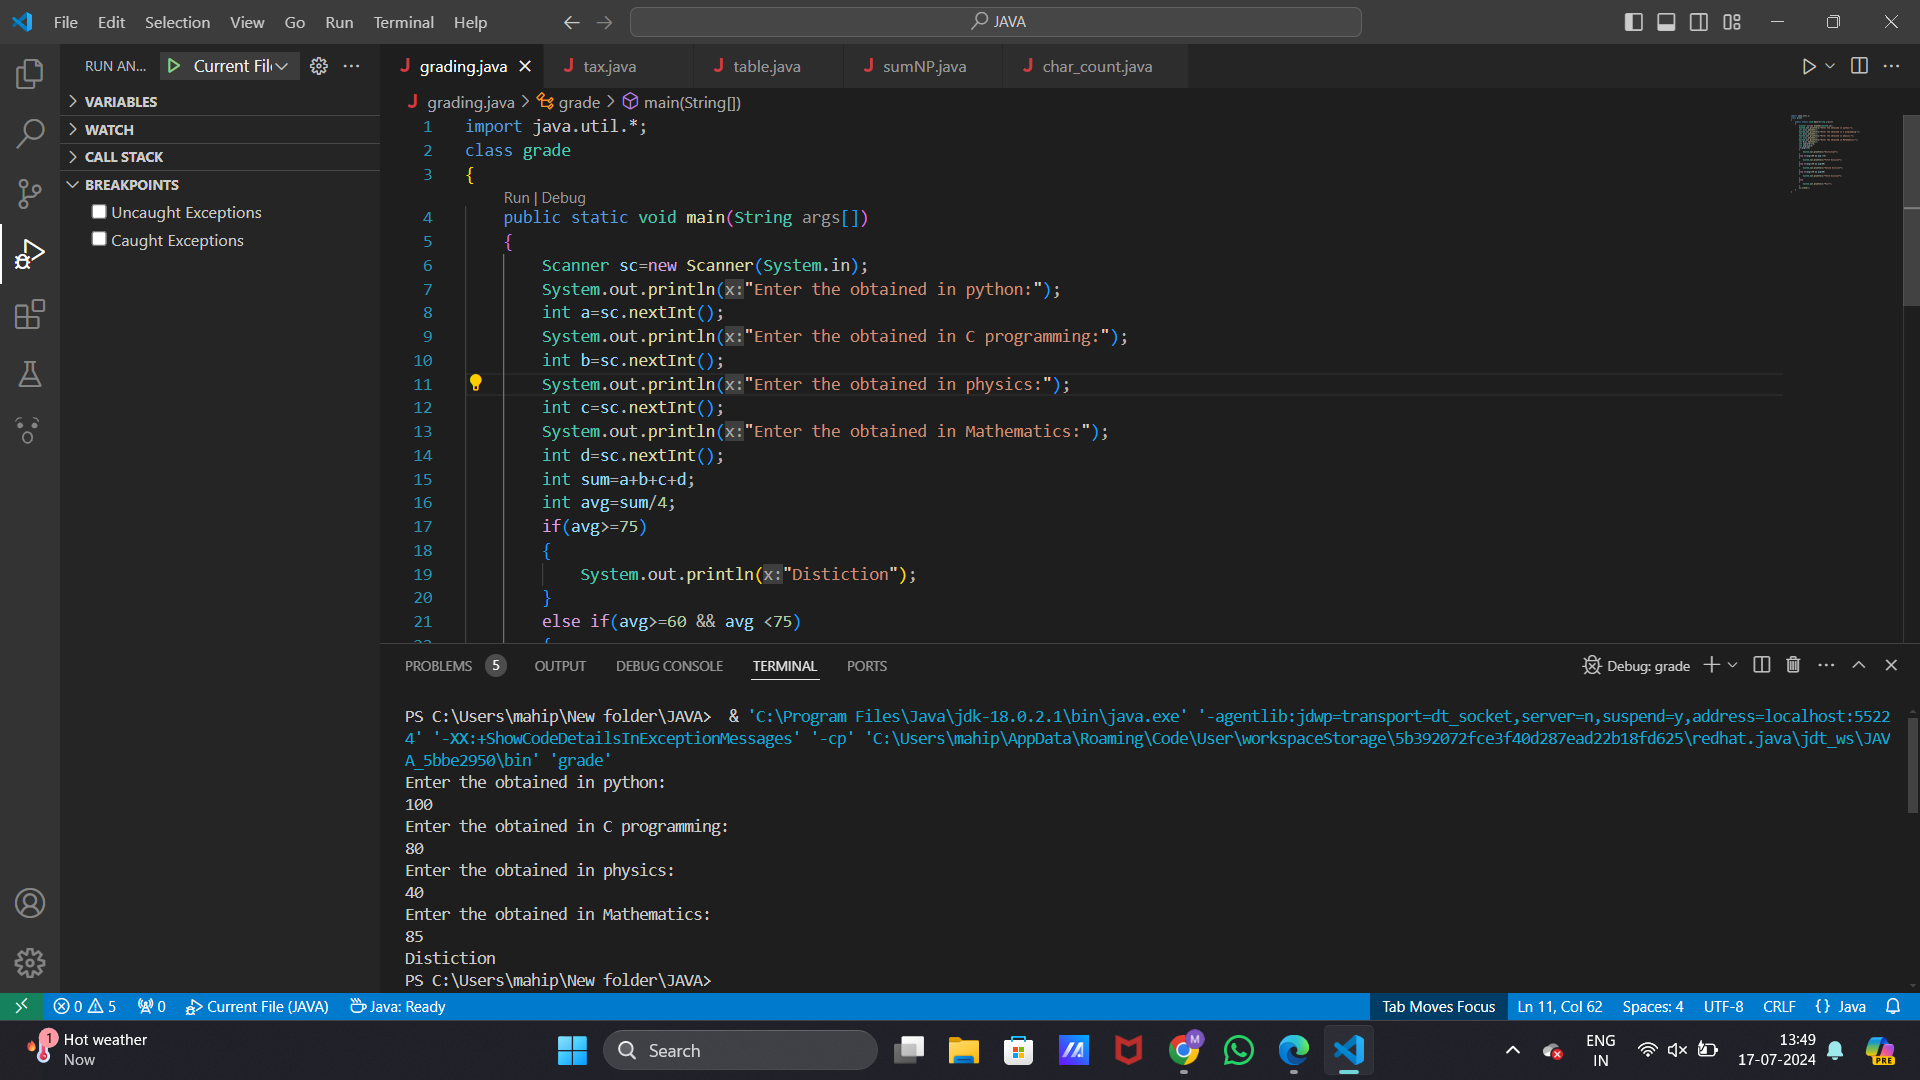 File Edit Selection View Go Run Terminal Help JAVA
RUN AN... Current Fil
grading.java tax.java table.java sumNP.java char_count.java
VARIABLES
WATCH
CALL STACK
BREAKPOINTS
Uncaught Exceptions
Caught Exceptions
grading.java > grade > main(String[])
1 import java.util.*;
2 class grade
3 {
Run | Debug
4 public static void main(String args[])
5 {
6 Scanner sc=new Scanner(System.in);
7 System.out.println(x:"Enter the obtained in python:");
8 int a=sc.nextInt();
9 System.out.println(x:"Enter the obtained in C programming:");
10 int b=sc.nextInt();
11 System.out.println(x:"Enter the obtained in physics:");
12 int c=sc.nextInt();
13 System.out.println(x:"Enter the obtained in Mathematics:");
14 int d=sc.nextInt();
15 int sum=a+b+c+d;
16 int avg=sum/4;
17 if(avg>=75)
18 {
19 System.out.println(x:"Distiction");
20 }
21 else if(avg>=60 && avg <75)
PROBLEMS 5 OUTPUT DEBUG CONSOLE TERMINAL PORTS Debug: grade
PS C:\Users\mahip\New folder\JAVA>  & 'C:\Program Files\Java\jdk-18.0.2.1\bin\java.exe' '-agentlib:jdwp=transport=dt_socket,server=n,suspend=y,address=localhost:5522
4' '-XX:+ShowCodeDetailsInExceptionMessages' '-cp' 'C:\Users\mahip\AppData\Roaming\Code\User\workspaceStorage\5b392072fce3f40d287ead22b18fd625\redhat.java\jdt_ws\JAV
A_5bbe2950\bin' 'grade'
Enter the obtained in python:
100
Enter the obtained in C programming:
80
Enter the obtained in physics:
40
Enter the obtained in Mathematics:
85
Distiction
PS C:\Users\mahip\New folder\JAVA>
0 5 0 Current File (JAVA) Java: Ready Tab Moves Focus Ln 11, Col 62 Spaces: 4 UTF-8 CRLF {} Java
1 Hot weather
Now
Search
M
ENG
IN
13:49
17-07-2024
PRE